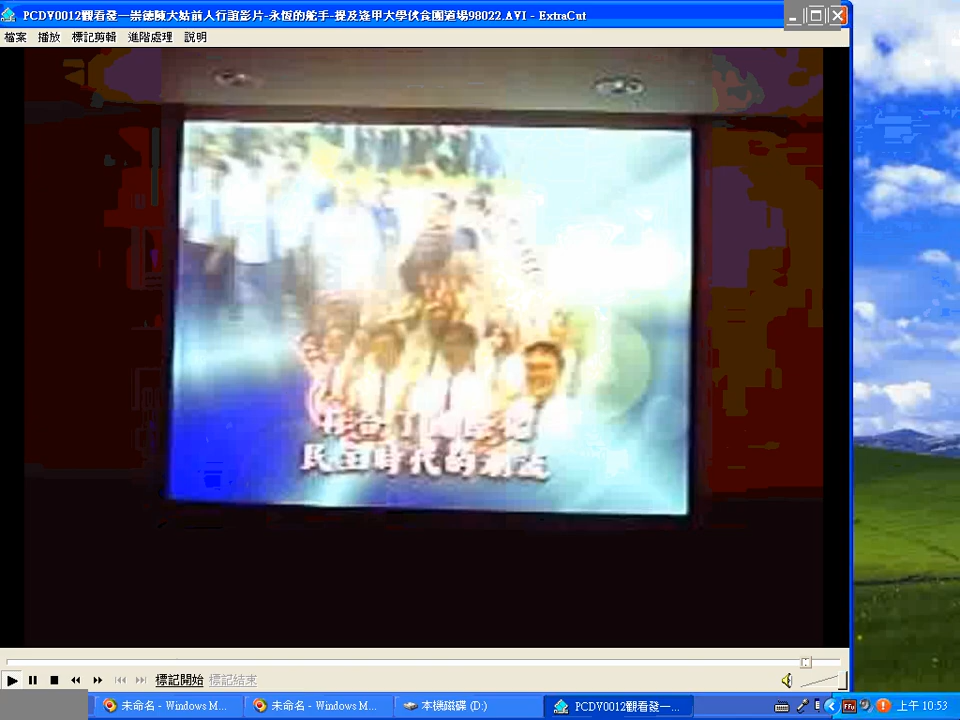 PCDV0012觀看發一崇德陳大姑前人行誼影片-永恆的舵手-提及逢甲大學伙食團道場98022.AVI - ExtraCut
檔案 播放 標記剪輯 進階處理 說明
民主時代的潮流
標記開始 標記結束
未命名 - Windows M...
未命名 - Windows M...
本機磁碟 (D:)
PCDV0012觀看發一...
上午 10:53